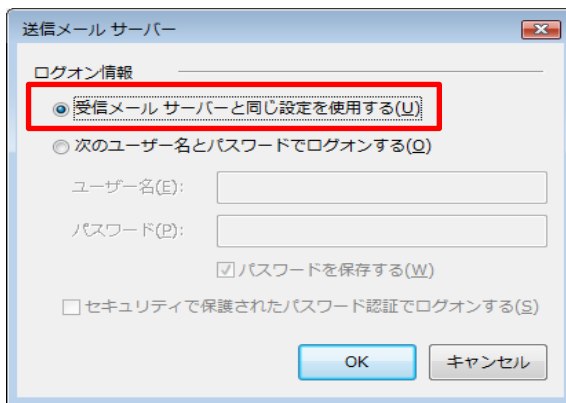 送信メール サーバー
ログオン情報
受信メール サーバーと同じ設定を使用する(U)
次のユーザー名とパスワードでログオンする(O)
ユーザー名(E):
パスワード(P):
パスワードを保存する(W)
セキュリティで保護されたパスワード認証でログオンする(S)
OK キャンセル